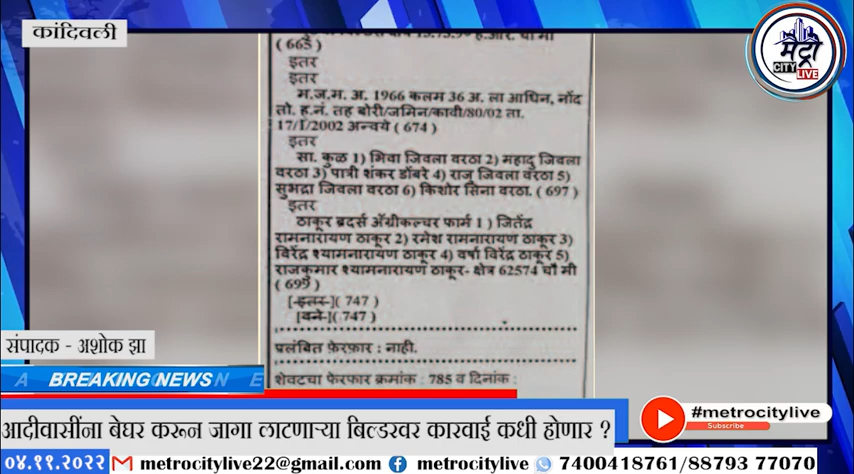 कांदिवली
मेट्रो
CITY
LIVE
( 663 )
इतर
इतर
म.ज.म. अ. 1966 कलम 36 अ. ला आधिन, नोंद
तो. ह.नं. तह बोरी/जमिन/कावी/80/02 ता.
17/1/2002 अन्वये ( 674 )
इतर
सा. कुळ 1) भिवा जिवला वरठा 2) महादु जिवला
वरठा 3) पात्री शंकर डोंबरे 4) राजु जिवला वरठा 5)
सुभद्रा जिवला वरठा 6) किशोर सिना वरठा. ( 697 )
इतर
ठाकूर ब्रदर्स ॲग्रीकल्चर फार्म 1 ) जितेंद्र
रामनारायण ठाकूर 2) रमेश रामनारायण ठाकूर 3)
विरेंद्र श्यामनारायण ठाकूर 4) वर्षा विरेंद्र ठाकूर 5)
राजकुमार श्यामनारायण ठाकूर- क्षेत्र 62574 चौ मी
( 699 )
[-इतर-]( 747 )
[वने-]( 747 )
प्रलंबित फ़ेरफ़ार : नाही.
शेवटचा फेरफार क्रमांक : 785 व दिनांक :
संपादक - अशोक झा
BREAKING NEWS
आदीवासींना बेघर करून जागा लाटणाऱ्या बिल्डरवर कारवाई कधी होणार ?
#metrocitylive
Subscribe
०४.११.२०२२ metrocitylive22@gmail.com 7400418761/88793 77070